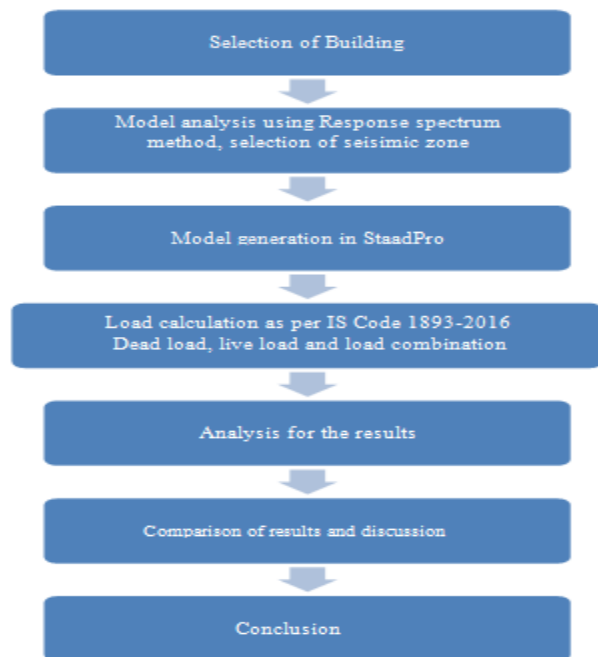 Selection of Building
Model analysis using Response spectrum
method, selection of seisimic zone
Model generation in StaadPro
Load calculation as per IS Code 1893-2016
Dead load, live load and load combination
Analysis for the results
Comparison of results and discussion
Conclusion